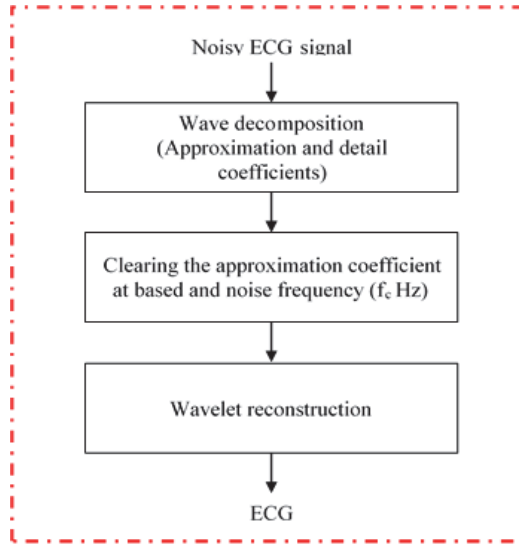 Noisy ECG signal
Wave decomposition
(Approximation and detail
coefficients)
Clearing the approximation coefficient
at based and noise frequency (fc Hz)
Wavelet reconstruction
ECG